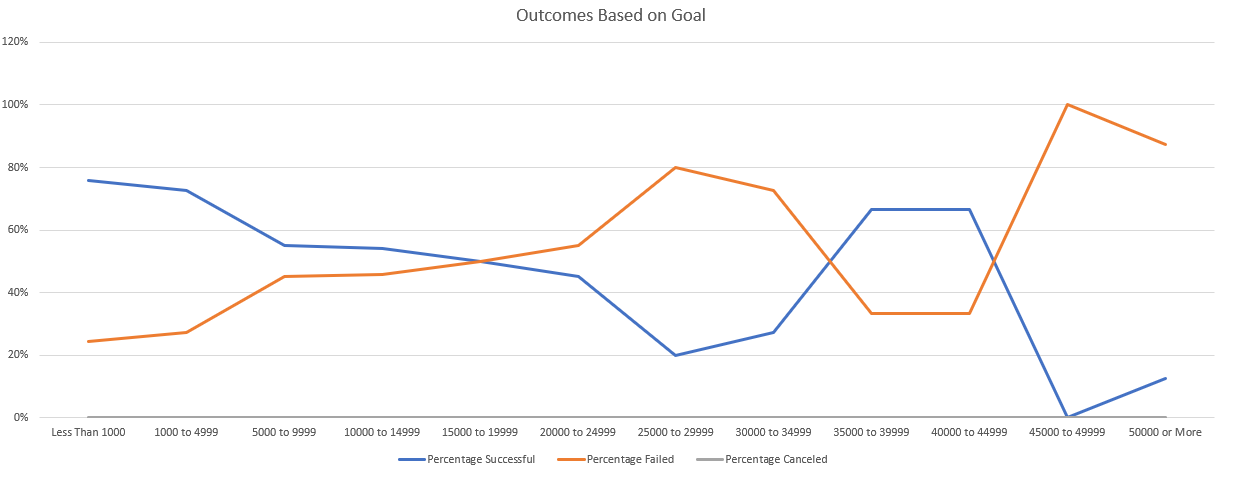 Outcomes Based on Goal
120%
100%
80%
60%
40%
20%
0%
Less Than 1000 1000 to 4999 5000 to 9999 10000 to 14999 15000 to 19999 20000 to 24999 25000 to 29999 30000 to 34999 35000 to 39999 40000 to 44999 45000 to 49999 50000 or More
Percentage Successful Percentage Failed Percentage Canceled